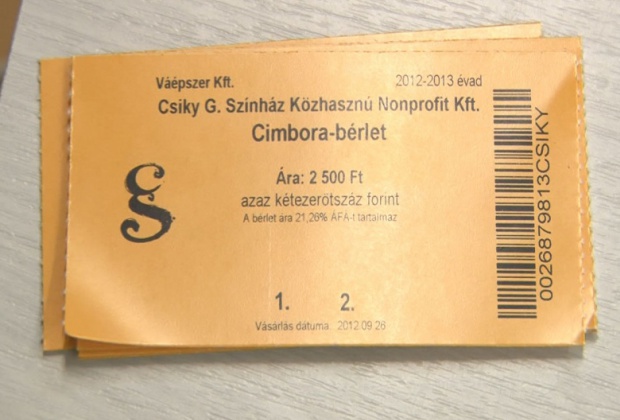 Váépszer Kft.
2012-2013 évad
Csiky G. Színház Közhasznú Nonprofit Kft.
Cimbora-bérlet
Ára: 2 500 Ft
azaz kétezerötszáz forint
A bérlet ára 21,26% ÁFA-t tartalmaz
1. 2.
Vásárlás dátuma: 2012.09.26
0026879813CSIKY